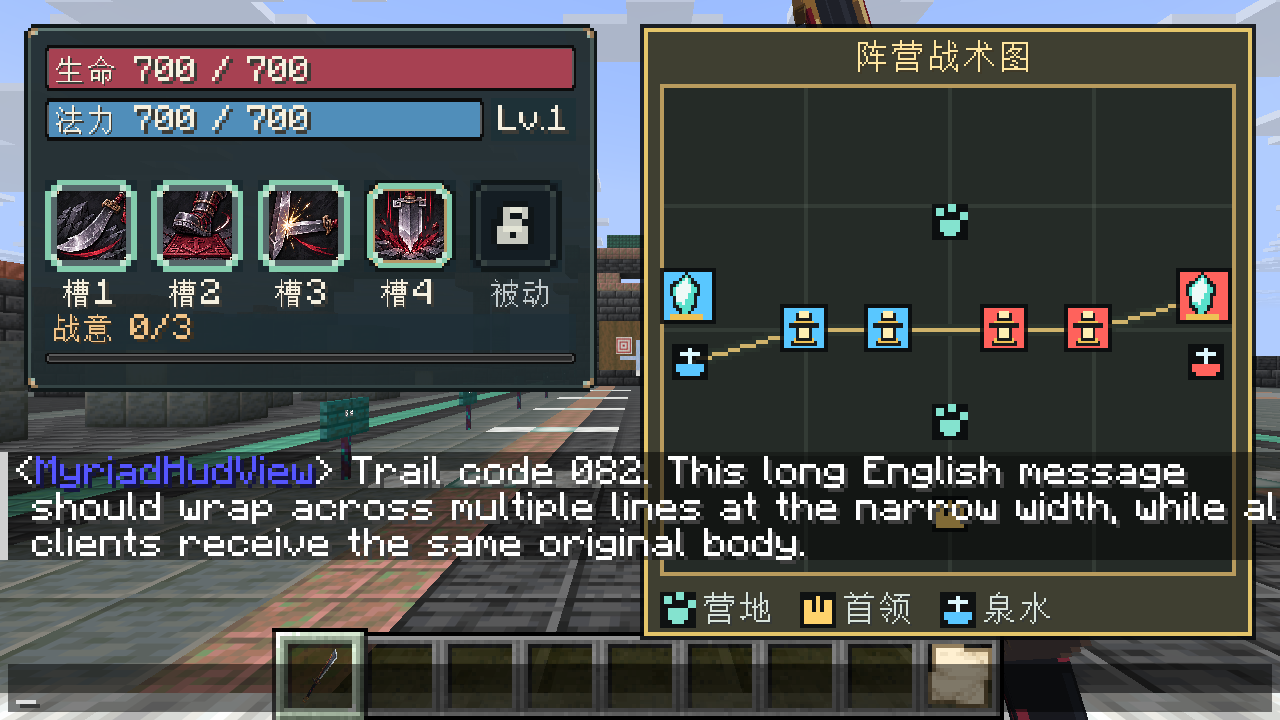 生命 700 / 700
法力 700 / 700 Lv.1
槽1 槽2 槽3 槽4 被动
战意 0/3
阵营战术图
<MyriadHudView> Trail code 082. This long English message
should wrap across multiple lines at the narrow width, while al
clients receive the same original body.
营地 首领 泉水